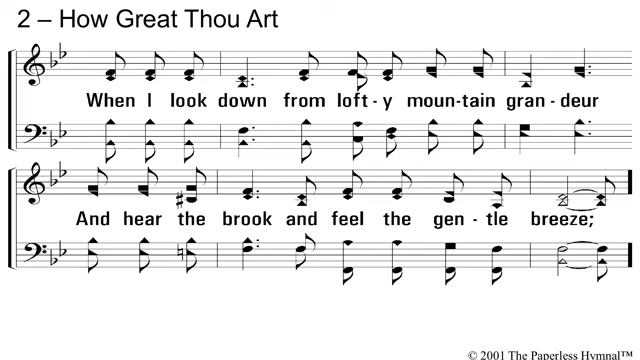 2 – How Great Thou Art
When I look down from loft-y moun-tain gran-deur
And hear the brook and feel the gen-tle breeze;
© 2001 The Paperless Hymnal™